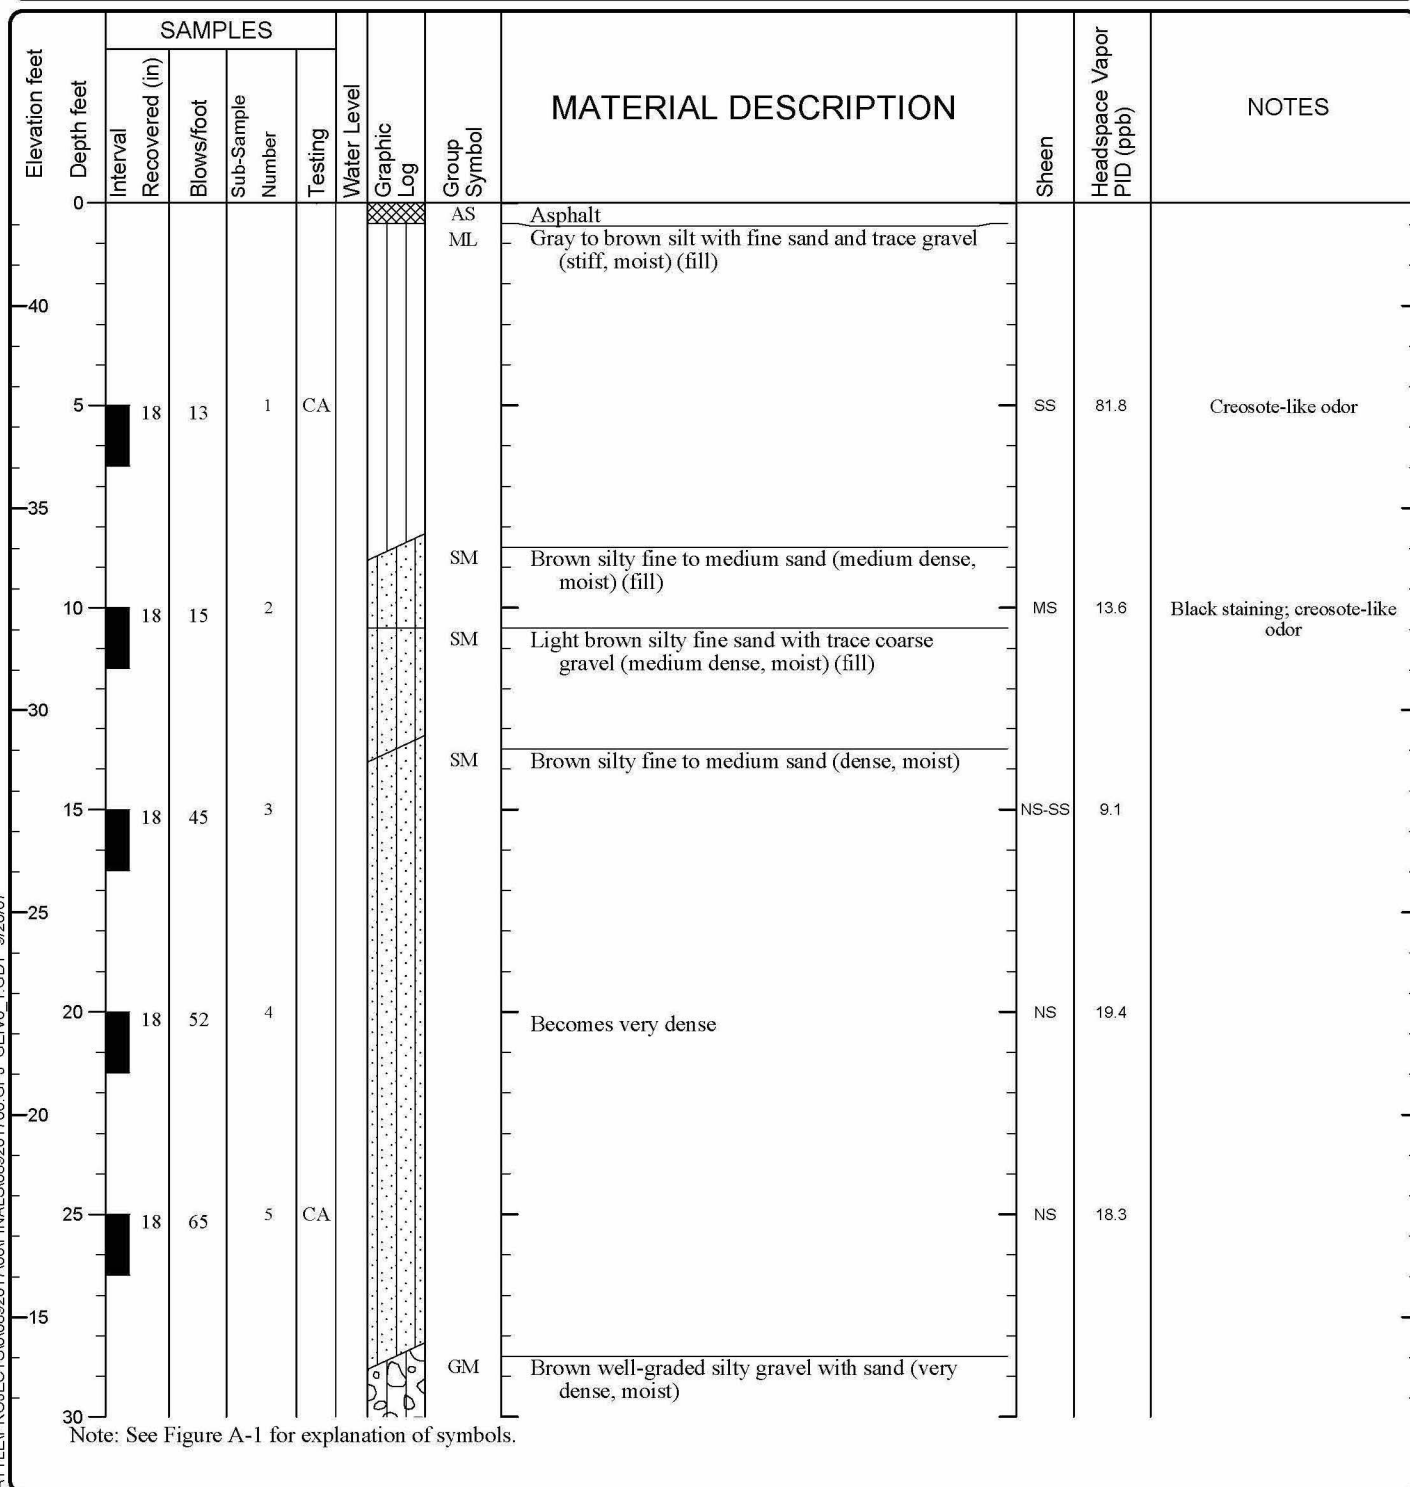 SAMPLES
Elevation feet
Depth feet
Interval
Recovered (in)
Blows/foot
Sub-Sample
Number
Testing
Water Level
Graphic
Log
Group
Symbol
MATERIAL DESCRIPTION
Sheen
Headspace Vapor
PID (ppb)
NOTES
0
AS Asphalt
ML Gray to brown silt with fine sand and trace gravel
(stiff, moist) (fill)
40
5 18 13 1 CA SS 81.8 Creosote-like odor
35
SM Brown silty fine to medium sand (medium dense,
moist) (fill)
10 18 15 2 MS 13.6 Black staining; creosote-like
odor
SM Light brown silty fine sand with trace coarse
gravel (medium dense, moist) (fill)
30
SM Brown silty fine to medium sand (dense, moist)
15 18 45 3 NS-SS 9.1
25
20 18 52 4 Becomes very dense NS 19.4
20
25 18 65 5 CA NS 18.3
15
GM Brown well-graded silty gravel with sand (very
dense, moist)
30
Note: See Figure A-1 for explanation of symbols.